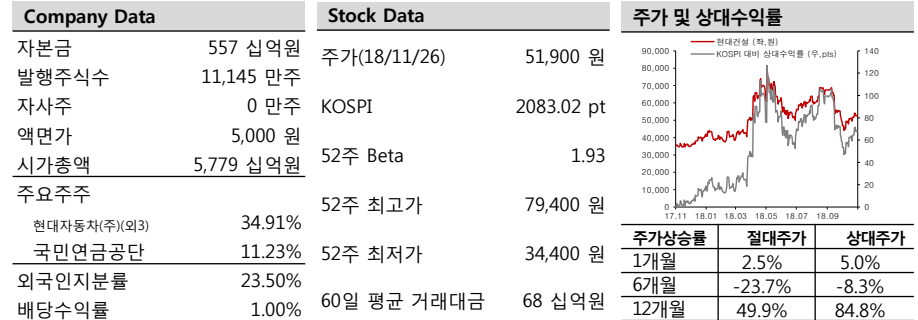 Company Data
자본금 557 십억원
발행주식수 11,145 만주
자사주 0 만주
액면가 5,000 원
시가총액 5,779 십억원
주요주주
현대자동차(주)(외3) 34.91%
국민연금공단 11.23%
외국인지분률 23.50%
배당수익률 1.00%
Stock Data
주가(18/11/26) 51,900 원
KOSPI 2083.02 pt
52주 Beta 1.93
52주 최고가 79,400 원
52주 최저가 34,400 원
60일 평균 거래대금 68 십억원
주가 및 상대수익률
현대건설 (좌,원)
KOSPI 대비 상대수익률 (우,pts)
90,000 140
80,000 120
70,000 100
60,000
50,000 80
40,000 60
30,000 40
20,000
10,000 20
0 0
17.11 18.01 18.03 18.05 18.07 18.09
주가상승률 절대주가 상대주가
1개월 2.5% 5.0%
6개월 -23.7% -8.3%
12개월 49.9% 84.8%